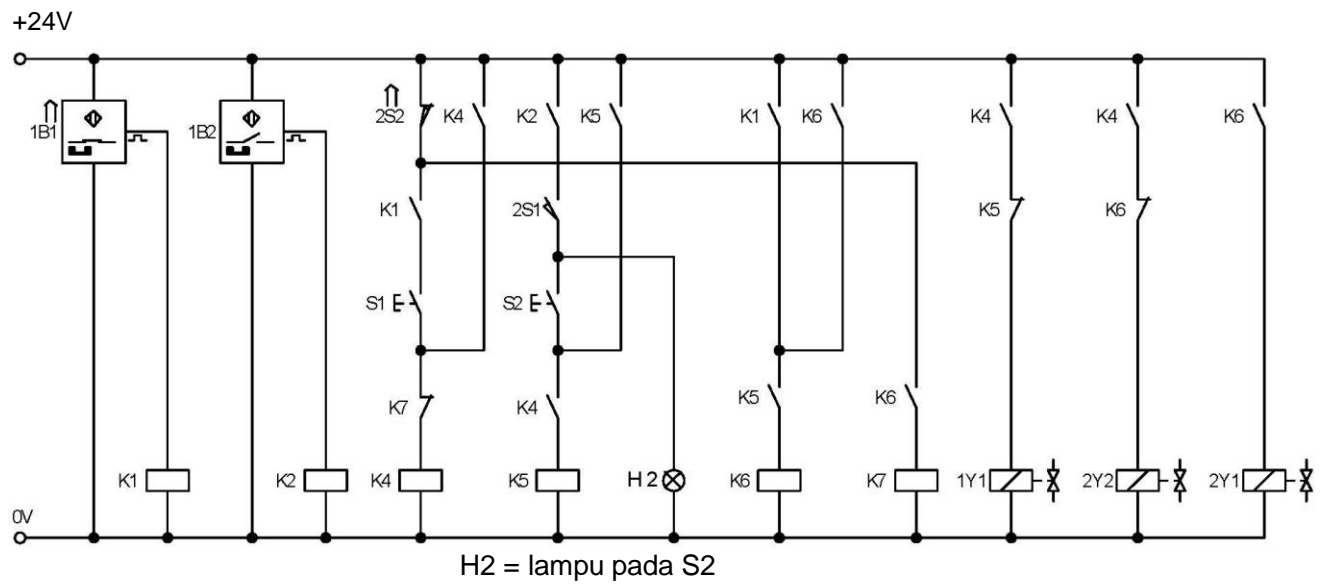 +24V
1B1 1B2 2S2 K4 K2 K5 K1 K6 K4 K4 K6
K1 2S1 K5 K6
S1 S2
K7 K4 K5 K6
K1 K2 K4 K5 H2 K6 K7 1Y1 2Y2 2Y1
0V
H2 = lampu pada S2